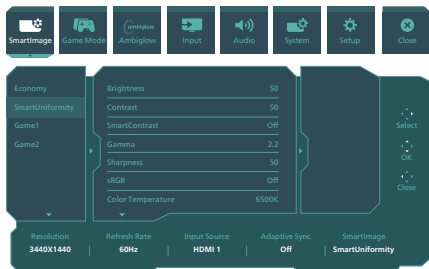 ambiglow
SmartImage Game Mode Ambiglow Input Audio System Setup Close
Economy
SmartUniformity
Game1
Game2
Brightness 50
Contrast 50
SmartContrast Off
Gamma 2.2
Sharpness 50
sRGB Off
Color Temperature 6500K
Select
OK
Close
Resolution Refresh Rate Input Source Adaptive Sync SmartImage
3440X1440 | 60Hz | HDMI 1 | Off | SmartUniformity